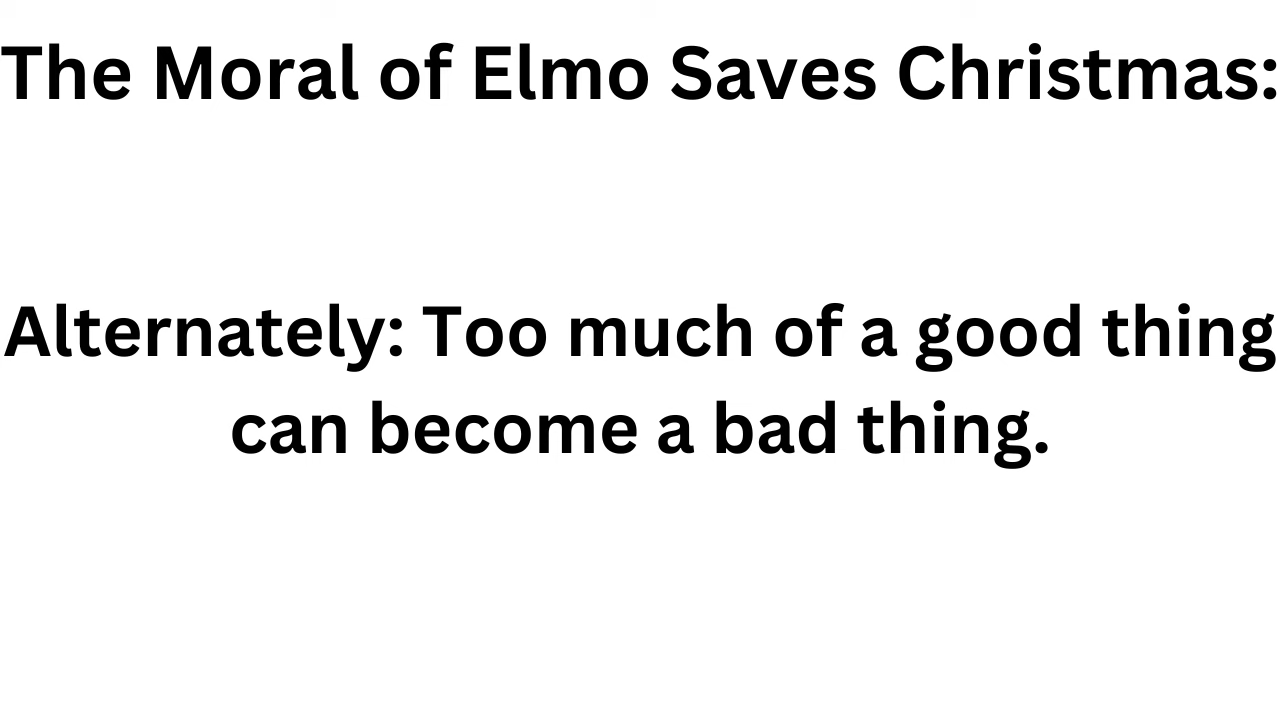 The Moral of Elmo Saves Christmas:
Alternately: Too much of a good thing
can become a bad thing.